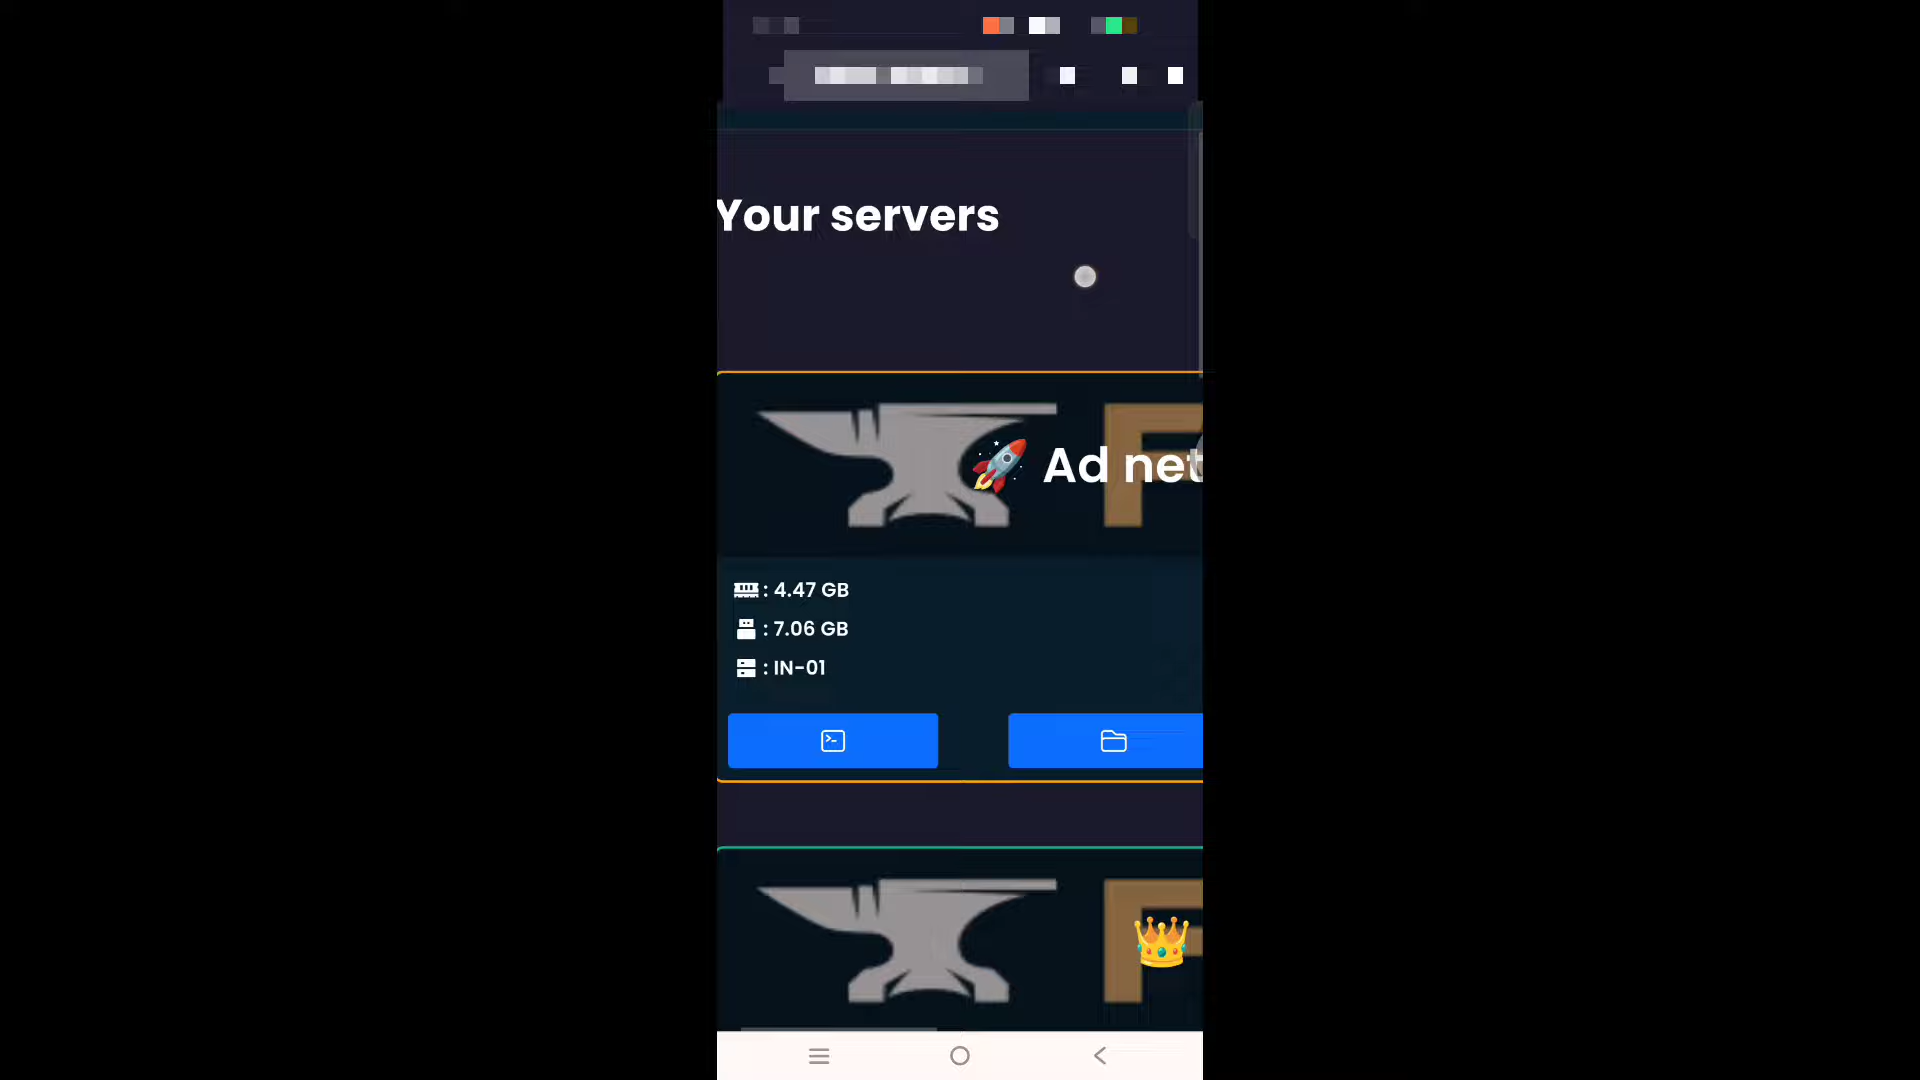 Your servers
🚀 Ad net
: 4.47 GB
: 7.06 GB
: IN-01